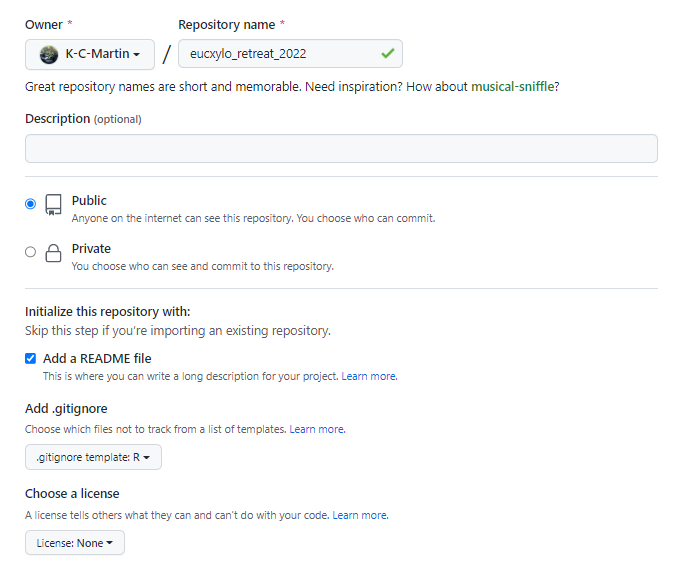 Owner * Repository name *
K-C-Martin / eucxylo_retreat_2022
Great repository names are short and memorable. Need inspiration? How about musical-sniffle?
Description (optional)
Public
Anyone on the internet can see this repository. You choose who can commit.
Private
You choose who can see and commit to this repository.
Initialize this repository with:
Skip this step if you're importing an existing repository.
Add a README file
This is where you can write a long description for your project. Learn more.
Add .gitignore
Choose which files not to track from a list of templates. Learn more.
.gitignore template: R
Choose a license
A license tells others what they can and can't do with your code. Learn more.
License: None